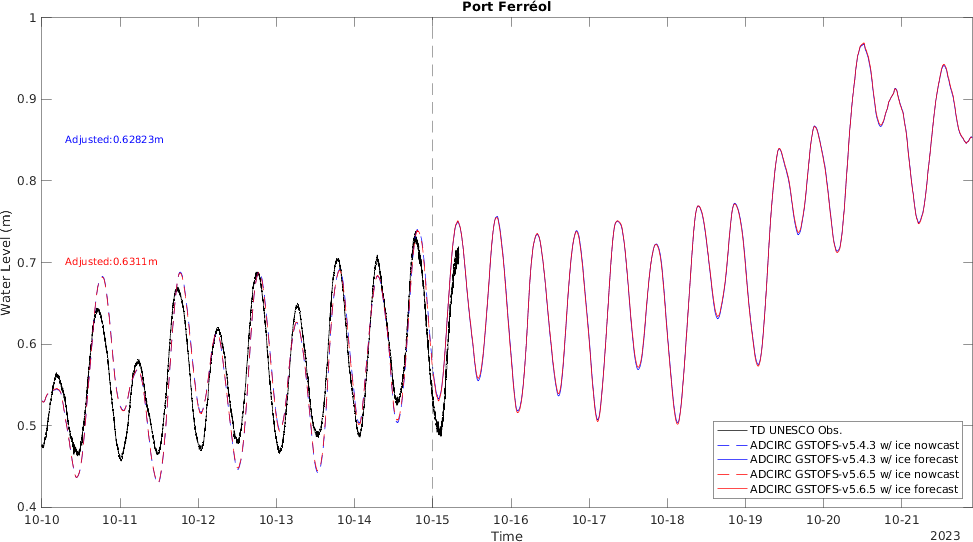 Port Ferréol
1
0.9
0.8
0.7
0.6
0.5
0.4
Water Level (m)
Adjusted:0.62823m
Adjusted:0.6311m
TD UNESCO Obs.
ADCIRC GSTOFS-v5.4.3 w/ ice nowcast
ADCIRC GSTOFS-v5.4.3 w/ ice forecast
ADCIRC GSTOFS-v5.6.5 w/ ice nowcast
ADCIRC GSTOFS-v5.6.5 w/ ice forecast
10-10 10-11 10-12 10-13 10-14 10-15 10-16 10-17 10-18 10-19 10-20 10-21
Time
2023